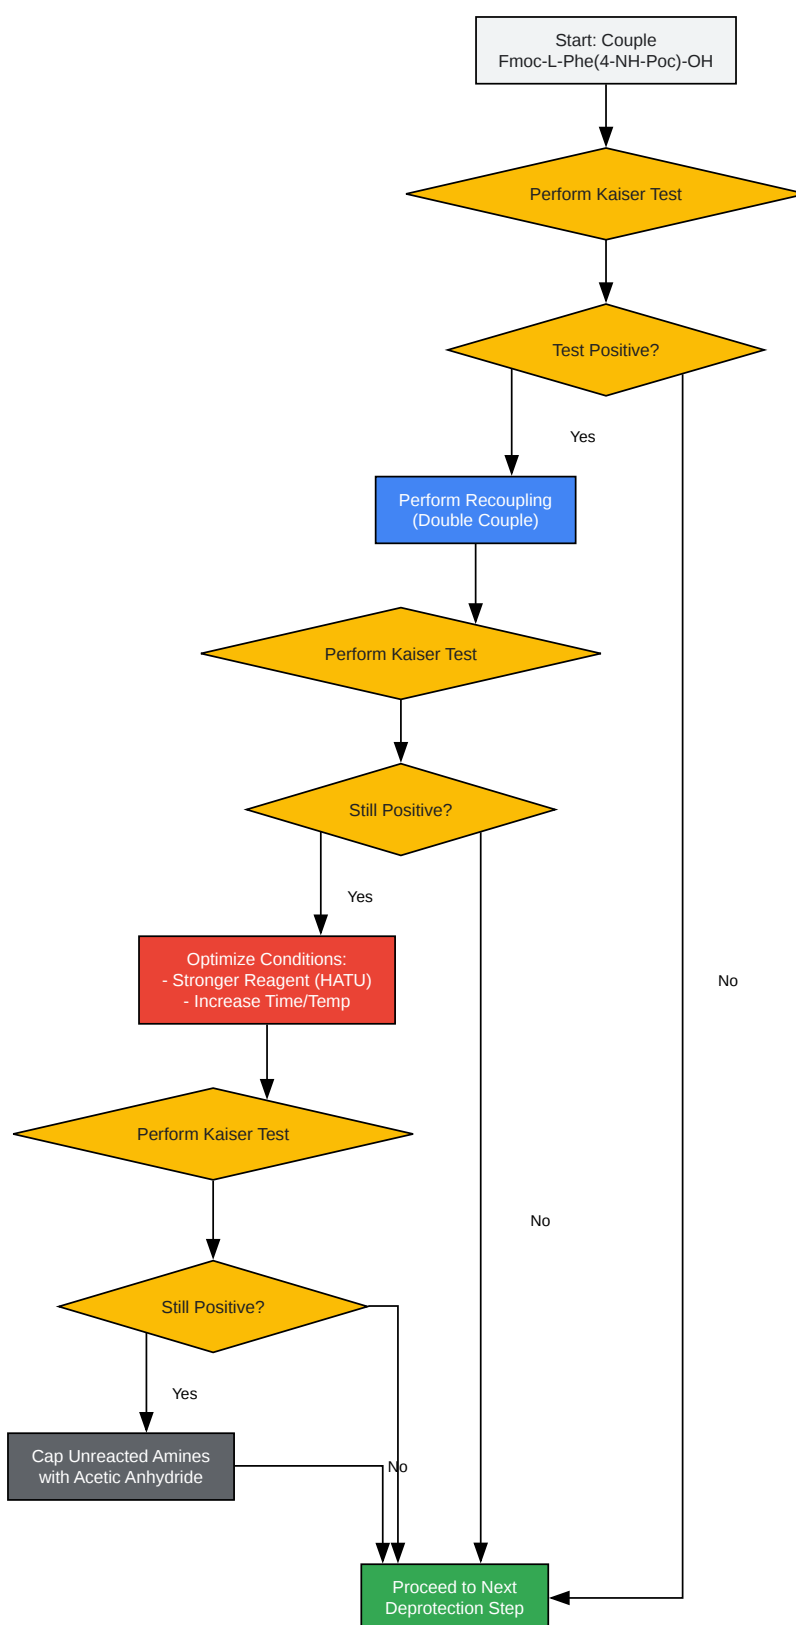 Start: Couple
Fmoc-L-Phe(4-NH-Poc)-OH
Perform Kaiser Test
Test Positive?
Yes
Perform Recoupling
(Double Couple)
Perform Kaiser Test
Still Positive?
Yes
Optimize Conditions:
- Stronger Reagent (HATU)
- Increase Time/Temp
No
Perform Kaiser Test
No
Still Positive?
Yes
Cap Unreacted Amines
with Acetic Anhydride
No
Proceed to Next
Deprotection Step